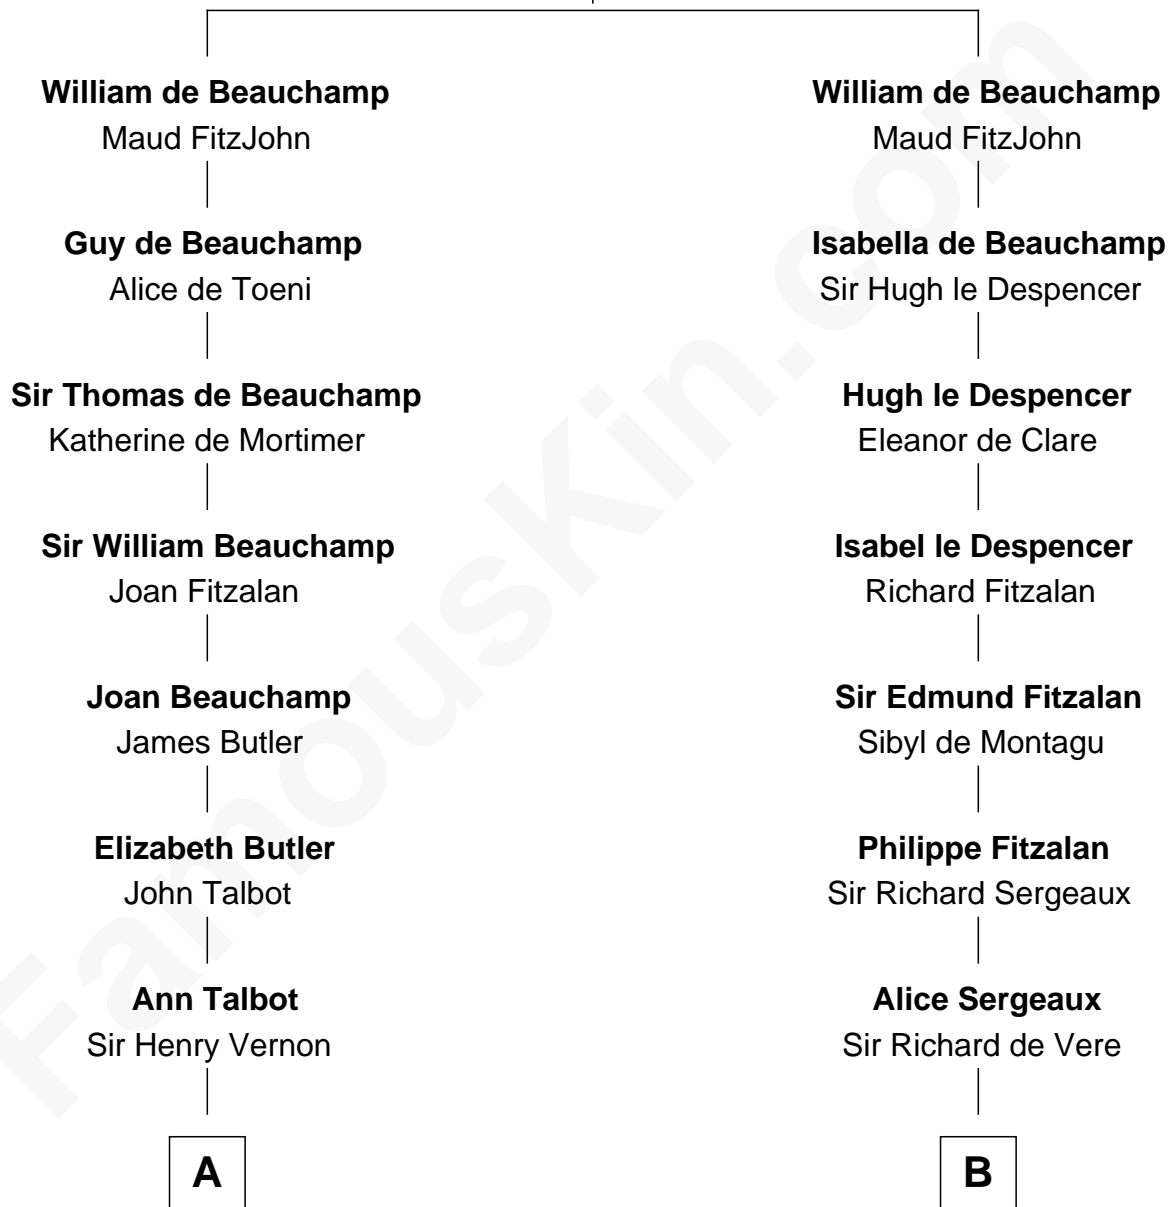 William de Beauchamp
Maud FitzJohn
Guy de Beauchamp
Alice de Toeni
Sir Thomas de Beauchamp
Katherine de Mortimer
Sir William Beauchamp
Joan Fitzalan
Joan Beauchamp
James Butler
Elizabeth Butler
John Talbot
Ann Talbot
Sir Henry Vernon
A
William de Beauchamp
Maud FitzJohn
Isabella de Beauchamp
Sir Hugh le Despencer
Hugh le Despencer
Eleanor de Clare
Isabel le Despencer
Richard Fitzalan
Sir Edmund Fitzalan
Sibyl de Montagu
Philippe Fitzalan
Sir Richard Sergeaux
Alice Sergeaux
Sir Richard de Vere
B
FamousKin.com